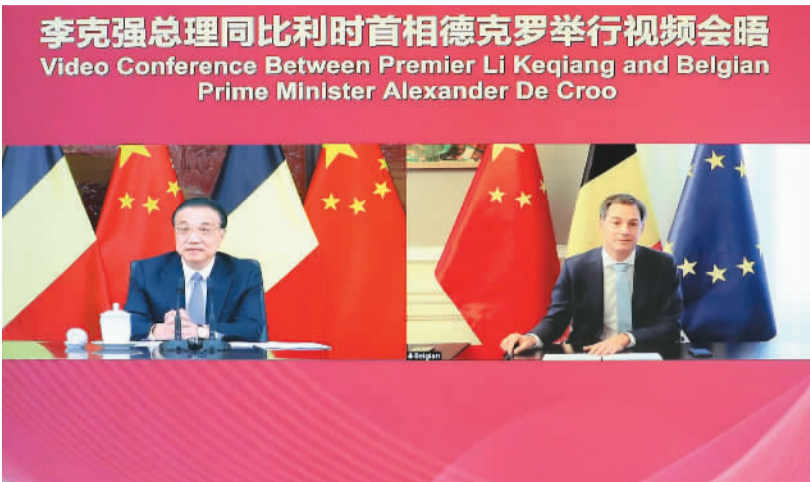 李克强总理同比利时首相德克罗举行视频会晤
Video Conference Between Premier Li Keqiang and Belgian
Prime Minister Alexander De Croo
Belgian